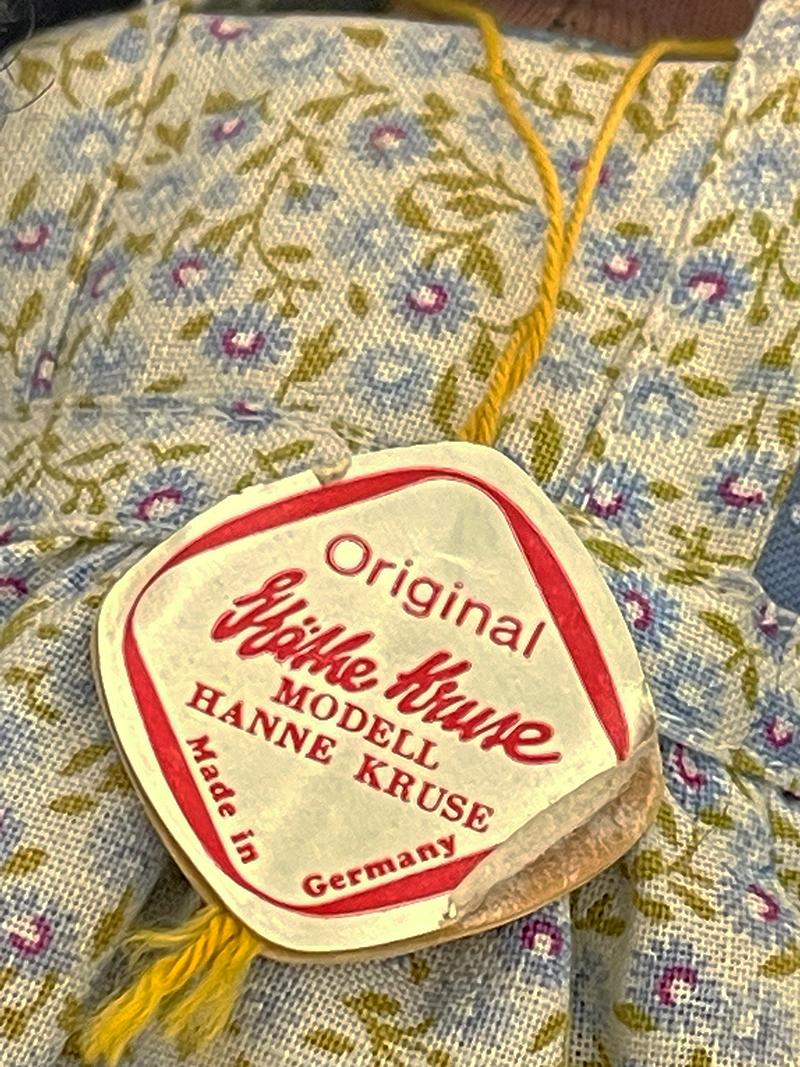 Original
Käthe Kruse
MODELL
HANNE KRUSE
Made in Germany